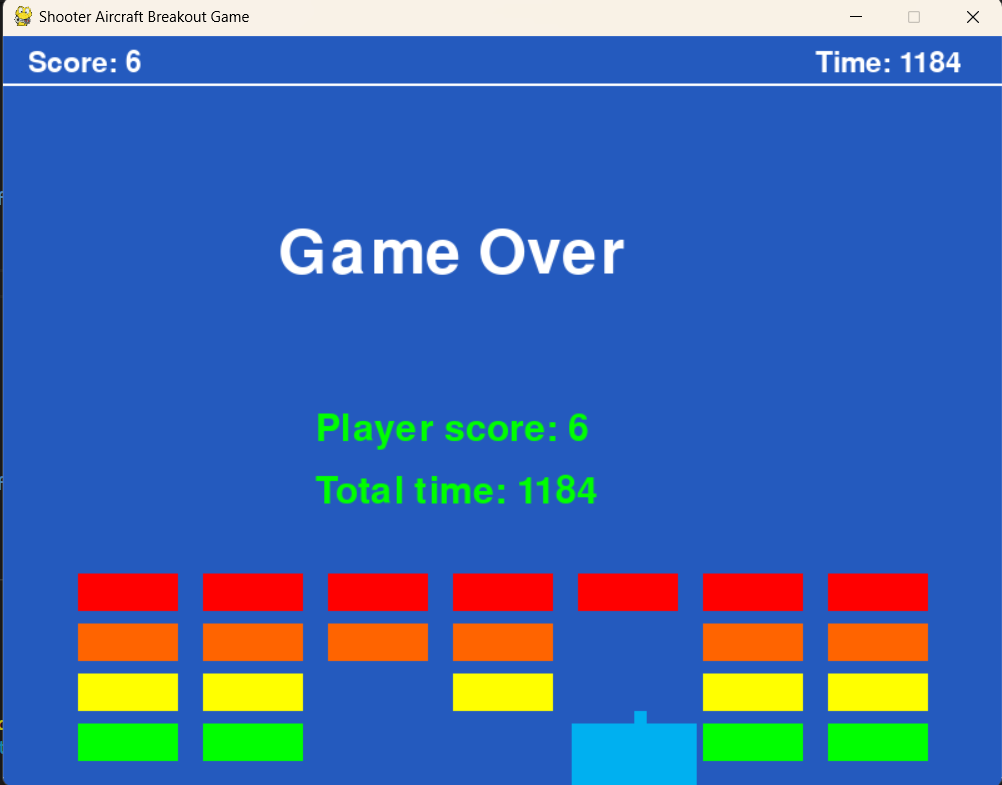 Shooter Aircraft Breakout Game
Score: 6 Time: 1184
Game Over
Player score: 6
Total time: 1184